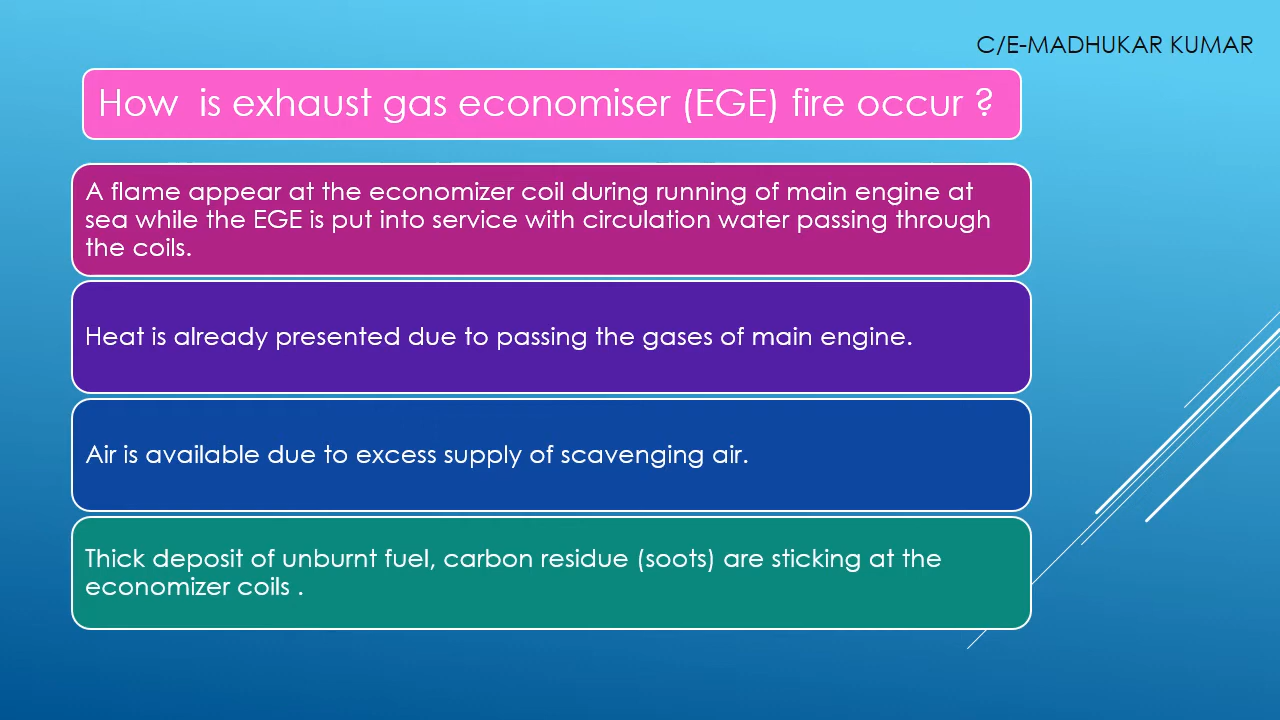 C/E-MADHUKAR KUMAR
How  is exhaust gas economiser (EGE) fire occur ?
A flame appear at the economizer coil during running of main engine at
sea while the EGE is put into service with circulation water passing through
the coils.
Heat is already presented due to passing the gases of main engine.
Air is available due to excess supply of scavenging air.
Thick deposit of unburnt fuel, carbon residue (soots) are sticking at the
economizer coils .